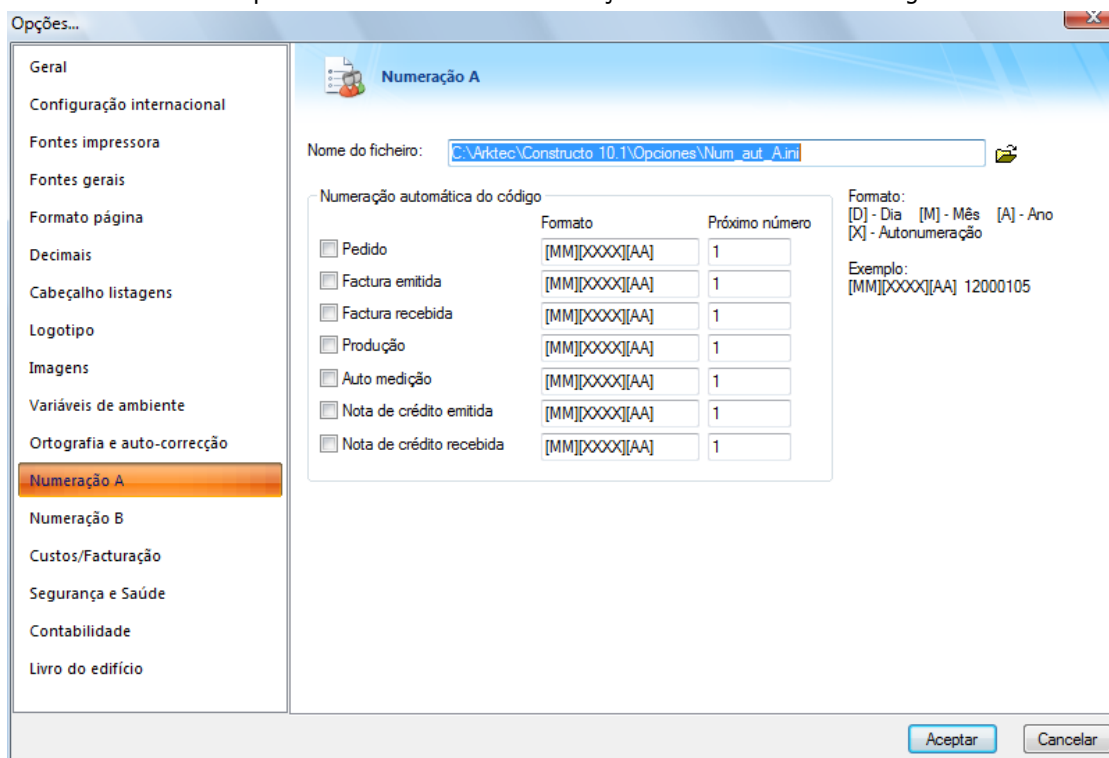 Opções...
Geral
Configuração internacional
Fontes impressora
Fontes gerais
Formato página
Decimais
Cabeçalho listagens
Logotipo
Imagens
Variáveis de ambiente
Ortografia e auto-correcção
Numeração A
Numeração B
Custos/Facturação
Segurança e Saúde
Contabilidade
Livro do edifício
Numeração A
Nome do ficheiro: C:\Arktec\Constructo 10.1\Opciones\Num_aut_A.ini
Numeração automática do código
Formato Próximo número
Pedido [MM][XXXX][AA] 1
Factura emitida [MM][XXXX][AA] 1
Factura recebida [MM][XXXX][AA] 1
Produção [MM][XXXX][AA] 1
Auto medição [MM][XXXX][AA] 1
Nota de crédito emitida [MM][XXXX][AA] 1
Nota de crédito recebida [MM][XXXX][AA] 1
Formato:
[D] - Dia [M] - Mês [A] - Ano
[X] - Autonumeração
Exemplo:
[MM][XXXX][AA] 12000105
Aceptar Cancelar